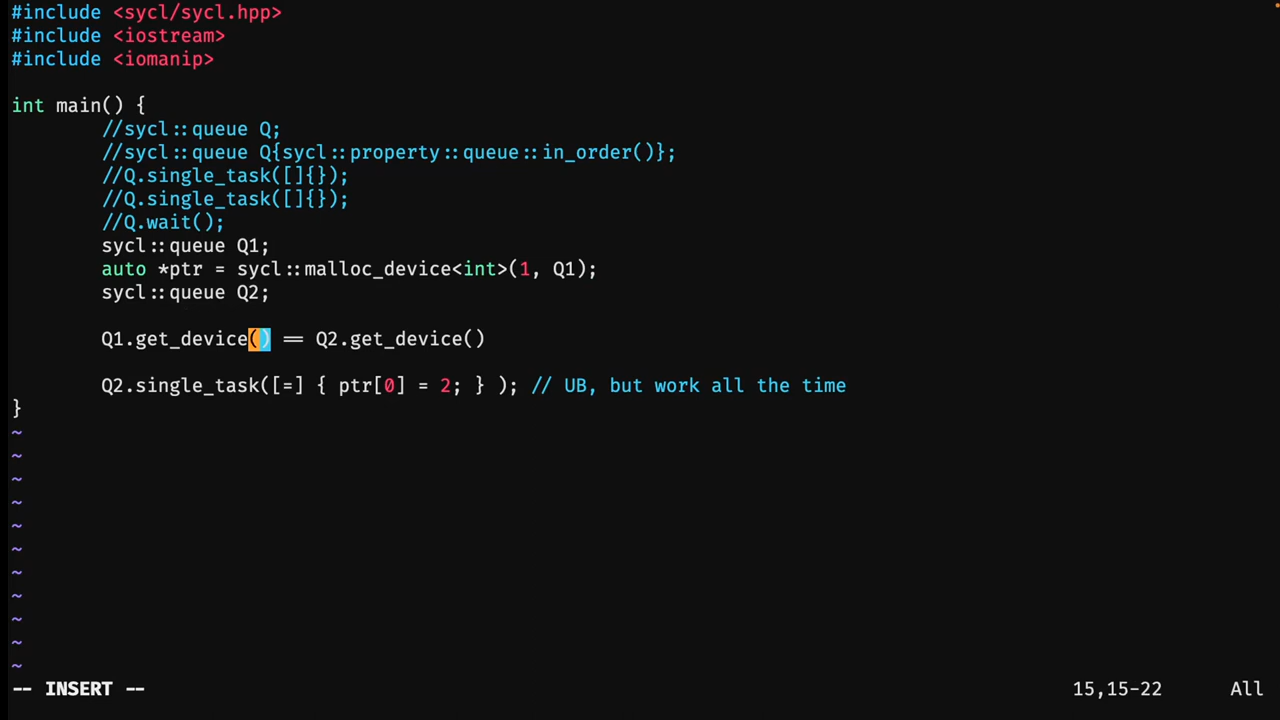 #include <sycl/sycl.hpp>
#include <iostream>
#include <iomanip>
int main() {
//sycl::queue Q;
//sycl::queue Q{sycl::property::queue::in_order()};
//Q.single_task([]{});
//Q.single_task([]{});
//Q.wait();
sycl::queue Q1;
auto *ptr = sycl::malloc_device<int>(1, Q1);
sycl::queue Q2;
Q1.get_device() == Q2.get_device()
Q2.single_task([=] { ptr[0] = 2; } ); // UB, but work all the time
}
~
~
~
~
~
~
~
~
~
~
~
-- INSERT -- 15,15-22 All